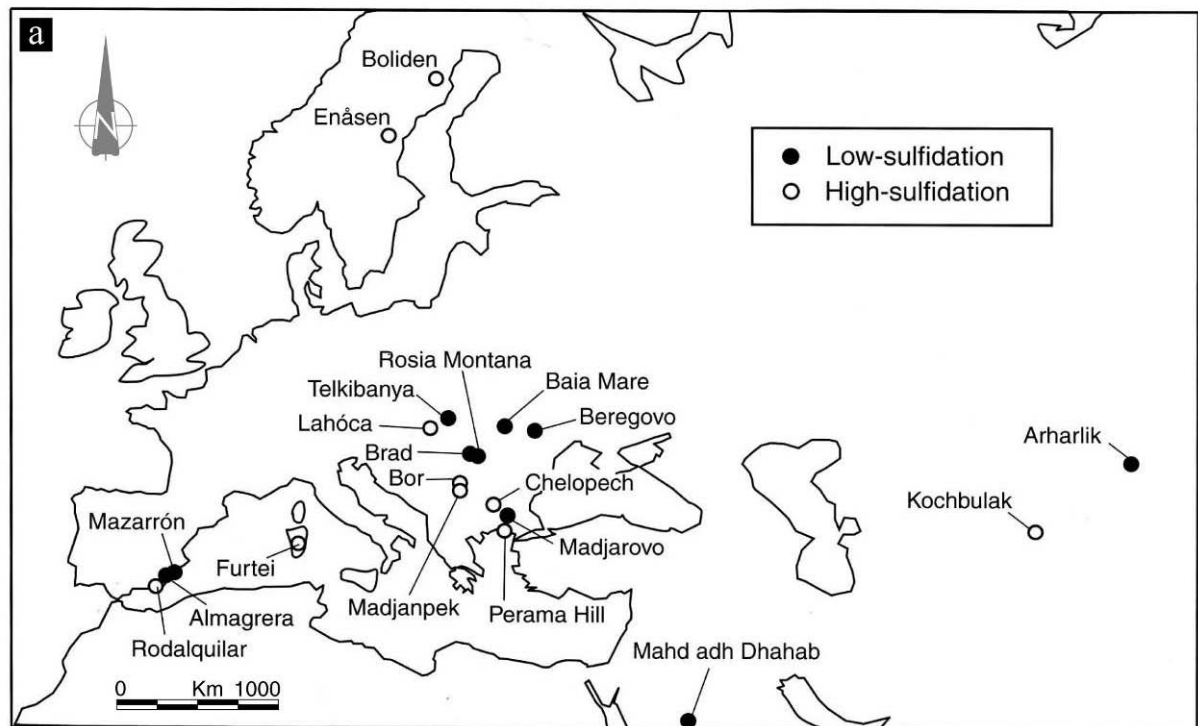 a
N
Boliden
Enåsen
Low-sulfidation
High-sulfidation
Rosia Montana
Telkibanya
Baia Mare
Lahóca
Beregovo
Brad
Bor
Chelopech
Arharlik
Kochbulak
Mazarrón
Furtei
Madjarovo
Almagrera
Madjanpek
Perama Hill
Rodalquilar
Mahd adh Dhahab
0 Km 1000